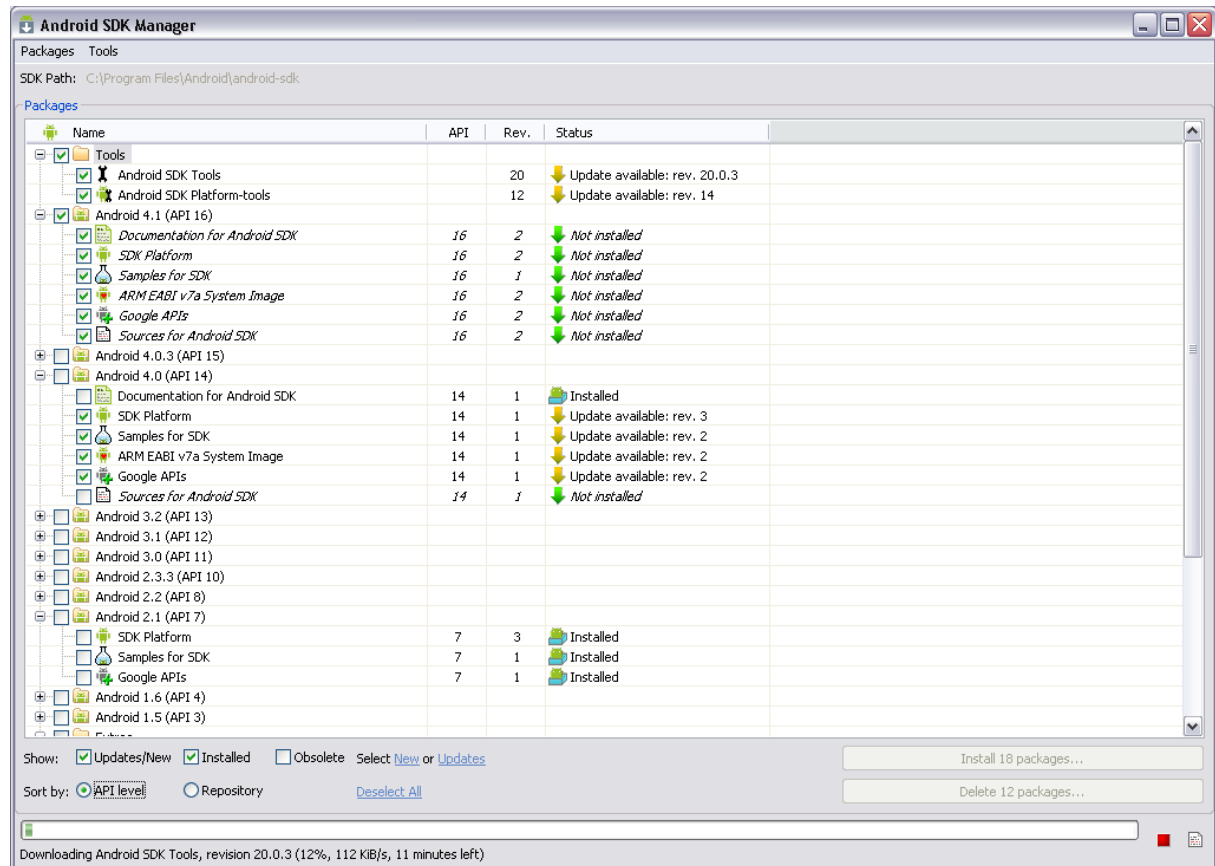 Android SDK Manager
Packages Tools
SDK Path: C:\Program Files\Android\android-sdk
Packages
Name API Rev. Status
Tools
Android SDK Tools 20 Update available: rev. 20.0.3
Android SDK Platform-tools 12 Update available: rev. 14
Android 4.1 (API 16)
Documentation for Android SDK 16 2 Not installed
SDK Platform 16 2 Not installed
Samples for SDK 16 1 Not installed
ARM EABI v7a System Image 16 2 Not installed
Google APIs 16 2 Not installed
Sources for Android SDK 16 2 Not installed
Android 4.0.3 (API 15)
Android 4.0 (API 14)
Documentation for Android SDK 14 1 Installed
SDK Platform 14 1 Update available: rev. 3
Samples for SDK 14 1 Update available: rev. 2
ARM EABI v7a System Image 14 1 Update available: rev. 2
Google APIs 14 1 Update available: rev. 2
Sources for Android SDK 14 1 Not installed
Android 3.2 (API 13)
Android 3.1 (API 12)
Android 3.0 (API 11)
Android 2.3.3 (API 10)
Android 2.2 (API 8)
Android 2.1 (API 7)
SDK Platform 7 3 Installed
Samples for SDK 7 1 Installed
Google APIs 7 1 Installed
Android 1.6 (API 4)
Android 1.5 (API 3)
Show: Updates/New Installed Obsolete Select New or Updates Install 18 packages...
Sort by: API level Repository Deselect All Delete 12 packages...
Downloading Android SDK Tools, revision 20.0.3 (12%, 112 KiB/s, 11 minutes left)